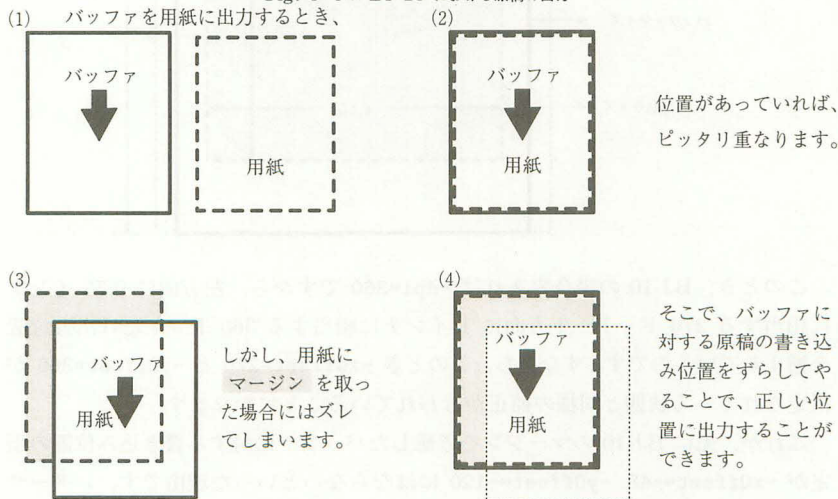 (1) バッファを用紙に出力するとき、
バッファ
用紙
(2)
バッファ
用紙
位置があっていれば、
ピッタリ重なります。
(3)
バッファ
用紙
しかし、用紙に
マージン を取っ
た場合にはズレ
てしまいます。
(4)
バッファ
用紙
そこで、バッファに
対する原稿の書き込
み位置をずらしてや
ることで、正しい位
置に出力することが
できます。